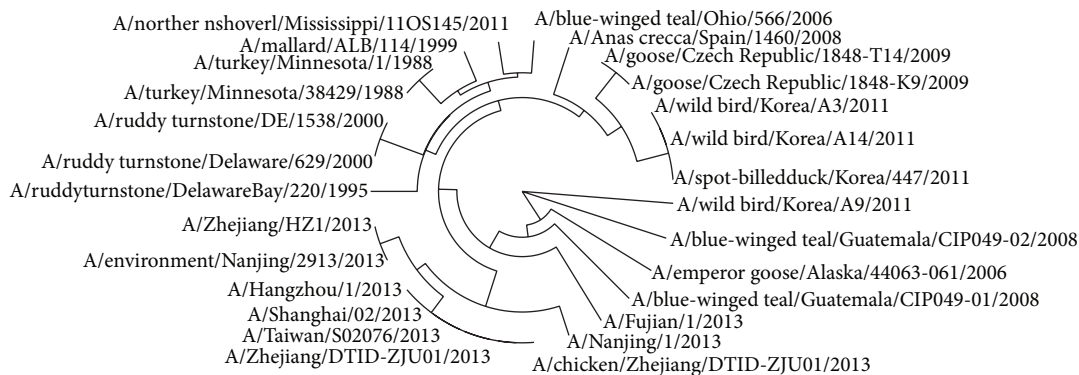 A/norther nshoverl/Mississippi/11OS145/2011
A/mallard/ALB/114/1999
A/turkey/Minnesota/1/1988
A/turkey/Minnesota/38429/1988
A/ruddy turnstone/DE/1538/2000
A/ruddy turnstone/Delaware/629/2000
A/ruddyturnstone/DelawareBay/220/1995
A/Zhejiang/HZ1/2013
A/environment/Nanjing/2913/2013
A/Hangzhou/1/2013
A/Shanghai/02/2013
A/Taiwan/S02076/2013
A/Zhejiang/DTID-ZJU01/2013
A/blue-winged teal/Ohio/566/2006
A/Anas crecca/Spain/1460/2008
A/goose/Czech Republic/1848-T14/2009
A/goose/Czech Republic/1848-K9/2009
A/wild bird/Korea/A3/2011
A/wild bird/Korea/A14/2011
A/spot-billedduck/Korea/447/2011
A/wild bird/Korea/A9/2011
A/blue-winged teal/Guatemala/CIP049-02/2008
A/emperor goose/Alaska/44063-061/2006
A/blue-winged teal/Guatemala/CIP049-01/2008
A/Fujian/1/2013
A/Nanjing/1/2013
A/chicken/Zhejiang/DTID-ZJU01/2013